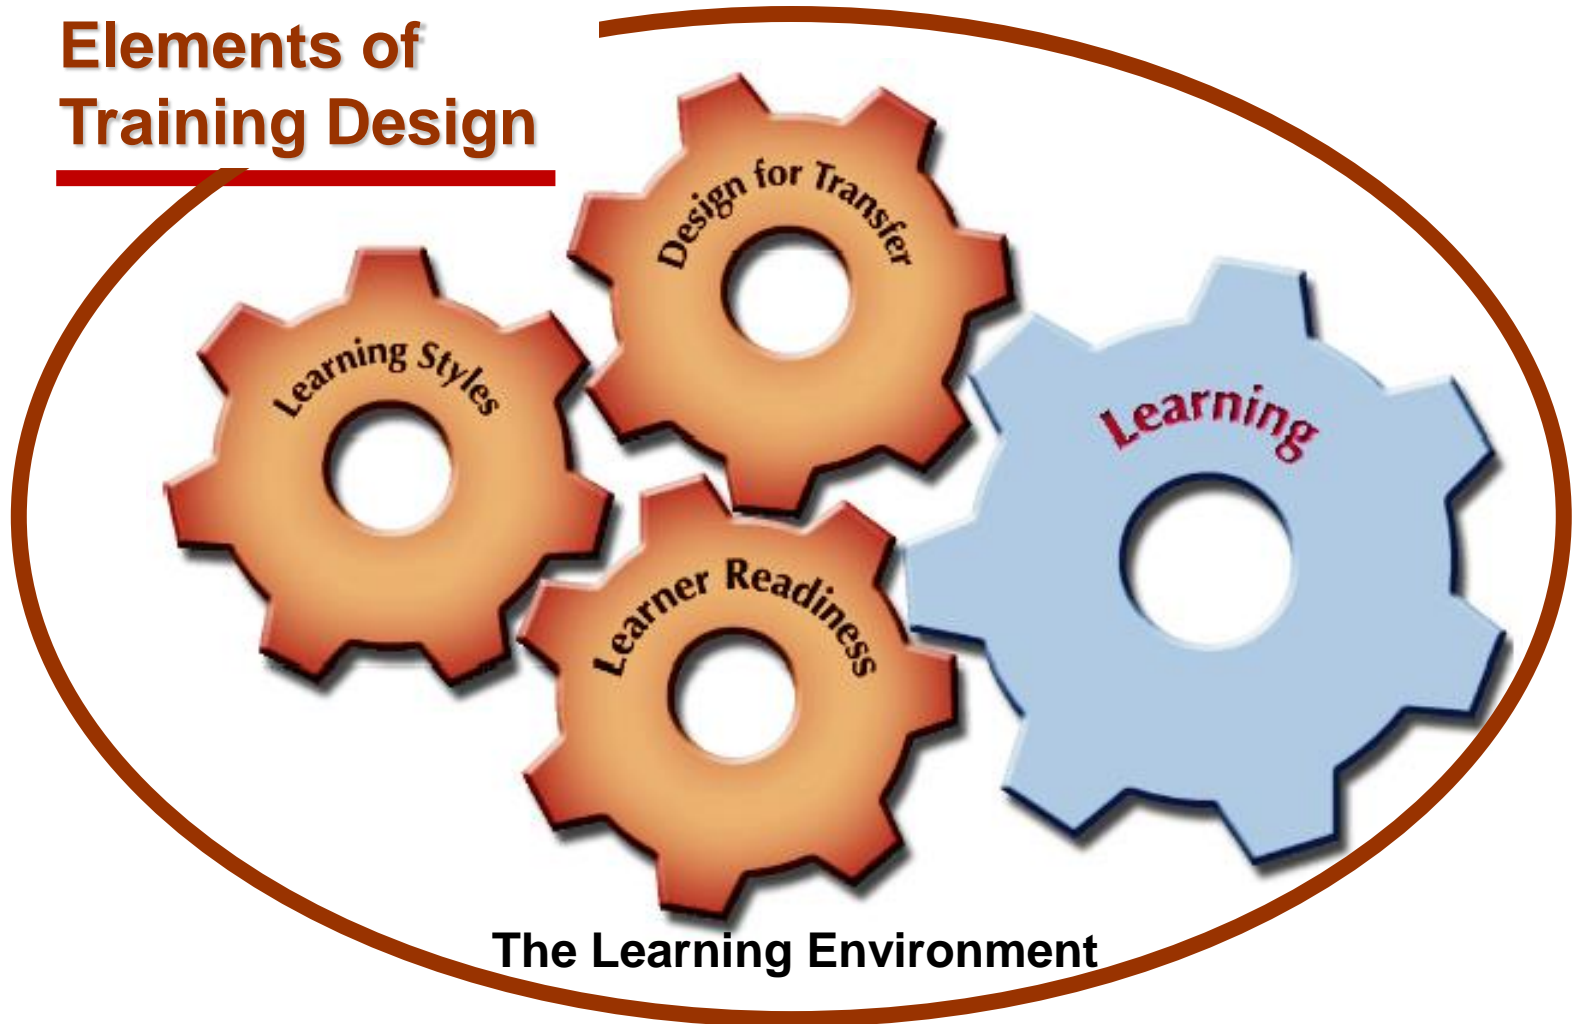 Elements of
Training Design
Design for Transfer
Learning Styles
Learning
Learner Readiness
The Learning Environment